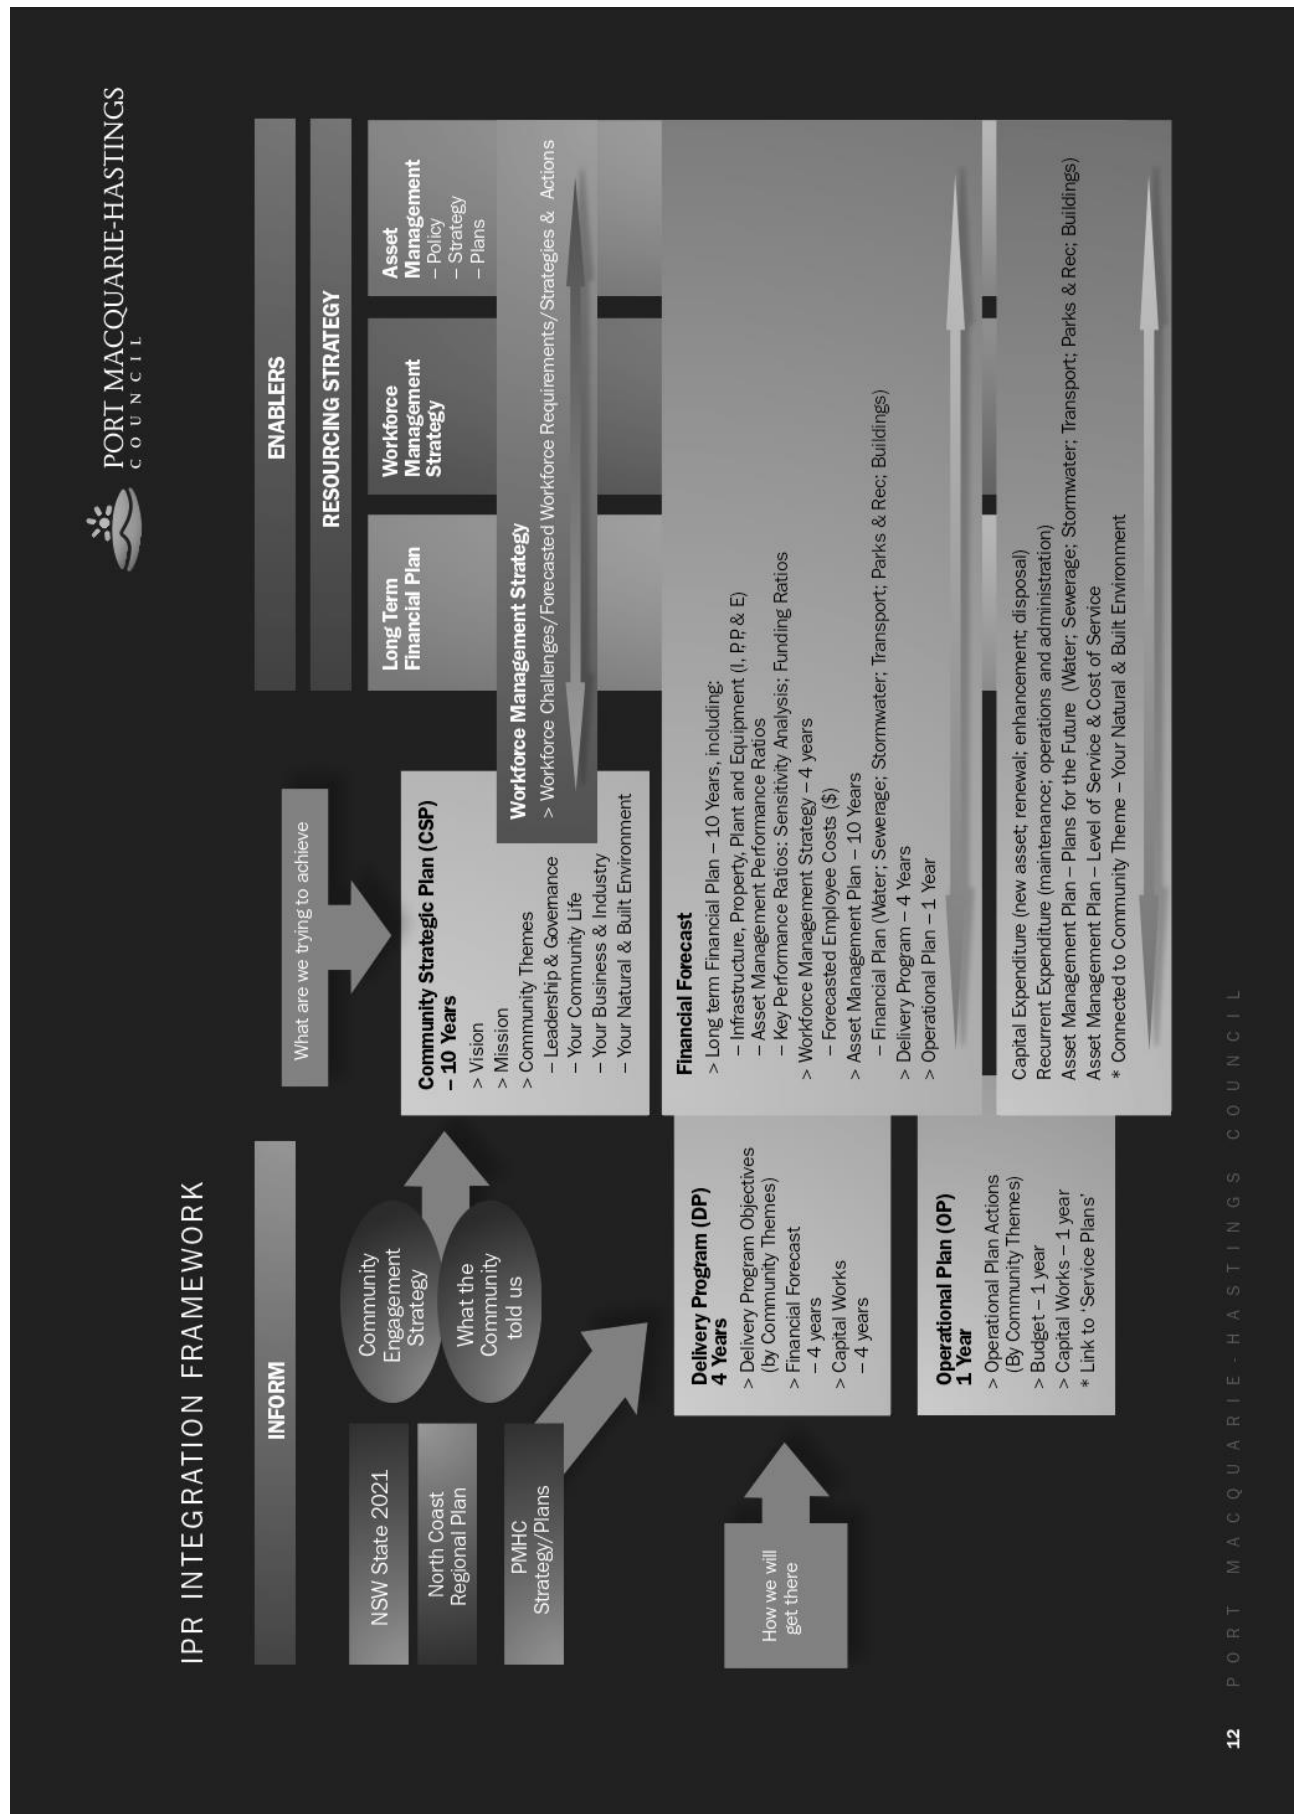 PORT MACQUARIE-HASTINGS
COUNCIL
IPR INTEGRATION FRAMEWORK
INFORM
NSW State 2021
North Coast
Regional Plan
PMHC
Strategy/Plans
Community
Engagement
Strategy
What the
Community
told us
What are we trying to achieve
Community Strategic Plan (CSP)
– 10 Years
> Vision
> Mission
> Community Themes
– Leadership & Governance
– Your Community Life
– Your Business & Industry
– Your Natural & Built Environment
ENABLERS
RESOURCING STRATEGY
Long Term
Financial Plan
Workforce
Management
Strategy
Asset
Management
– Policy
– Strategy
– Plans
Workforce Management Strategy
> Workforce Challenges/Forecasted Workforce Requirements/Strategies & Actions
How we will
get there
Delivery Program (DP)
4 Years
> Delivery Program Objectives
(by Community Themes)
> Financial Forecast
– 4 years
> Capital Works
– 4 years
Financial Forecast
> Long term Financial Plan – 10 Years, including:
– Infrastructure, Property, Plant and Equipment (I, P,P, & E)
– Asset Management Performance Ratios
– Key Performance Ratios: Sensitivity Analysis; Funding Ratios
> Workforce Management Strategy – 4 years
– Forecasted Employee Costs ($)
> Asset Management Plan – 10 Years
– Financial Plan (Water; Sewerage; Stormwater; Transport; Parks & Rec; Buildings)
> Delivery Program – 4 Years
> Operational Plan – 1 Year
Operational Plan (OP)
1 Year
> Operational Plan Actions
(By Community Themes)
> Budget – 1 year
> Capital Works – 1 year
* Link to 'Service Plans'
Capital Expenditure (new asset; renewal; enhancement; disposal)
Recurrent Expenditure (maintenance; operations and administration)
Asset Management Plan – Plans for the Future (Water; Sewerage; Stormwater; Transport; Parks & Rec; Buildings)
Asset Management Plan – Level of Service & Cost of Service
* Connected to Community Theme – Your Natural & Built Environment
12 PORT MACQUARIE-HASTINGS COUNCIL